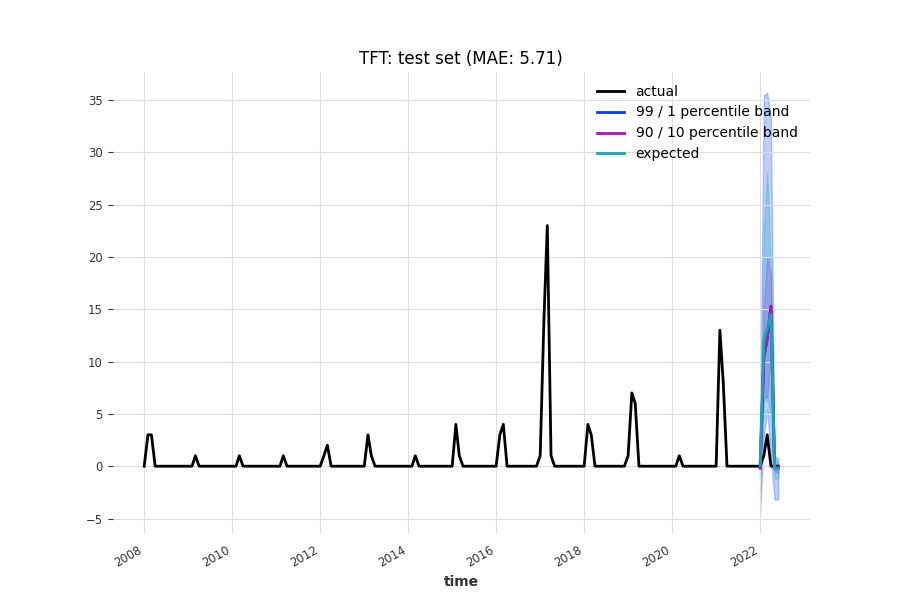 TFT: test set (MAE: 5.71)
actual
99 / 1 percentile band
90 / 10 percentile band
expected
35
30
25
20
15
10
5
0
−5
2008
2010
2012
2014
2016
2018
2020
2022
time